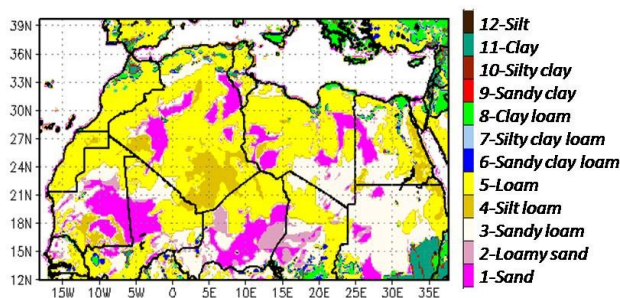 39N
36N
33N
30N
27N
24N
21N
18N
15N
12N
15W 10W 5W 0 5E 10E 15E 20E 25E 30E 35E
12-Silt
11-Clay
10-Silty clay
9-Sandy clay
8-Clay loam
7-Silty clay loam
6-Sandy clay loam
5-Loam
4-Silt loam
3-Sandy loam
2-Loamy sand
1-Sand